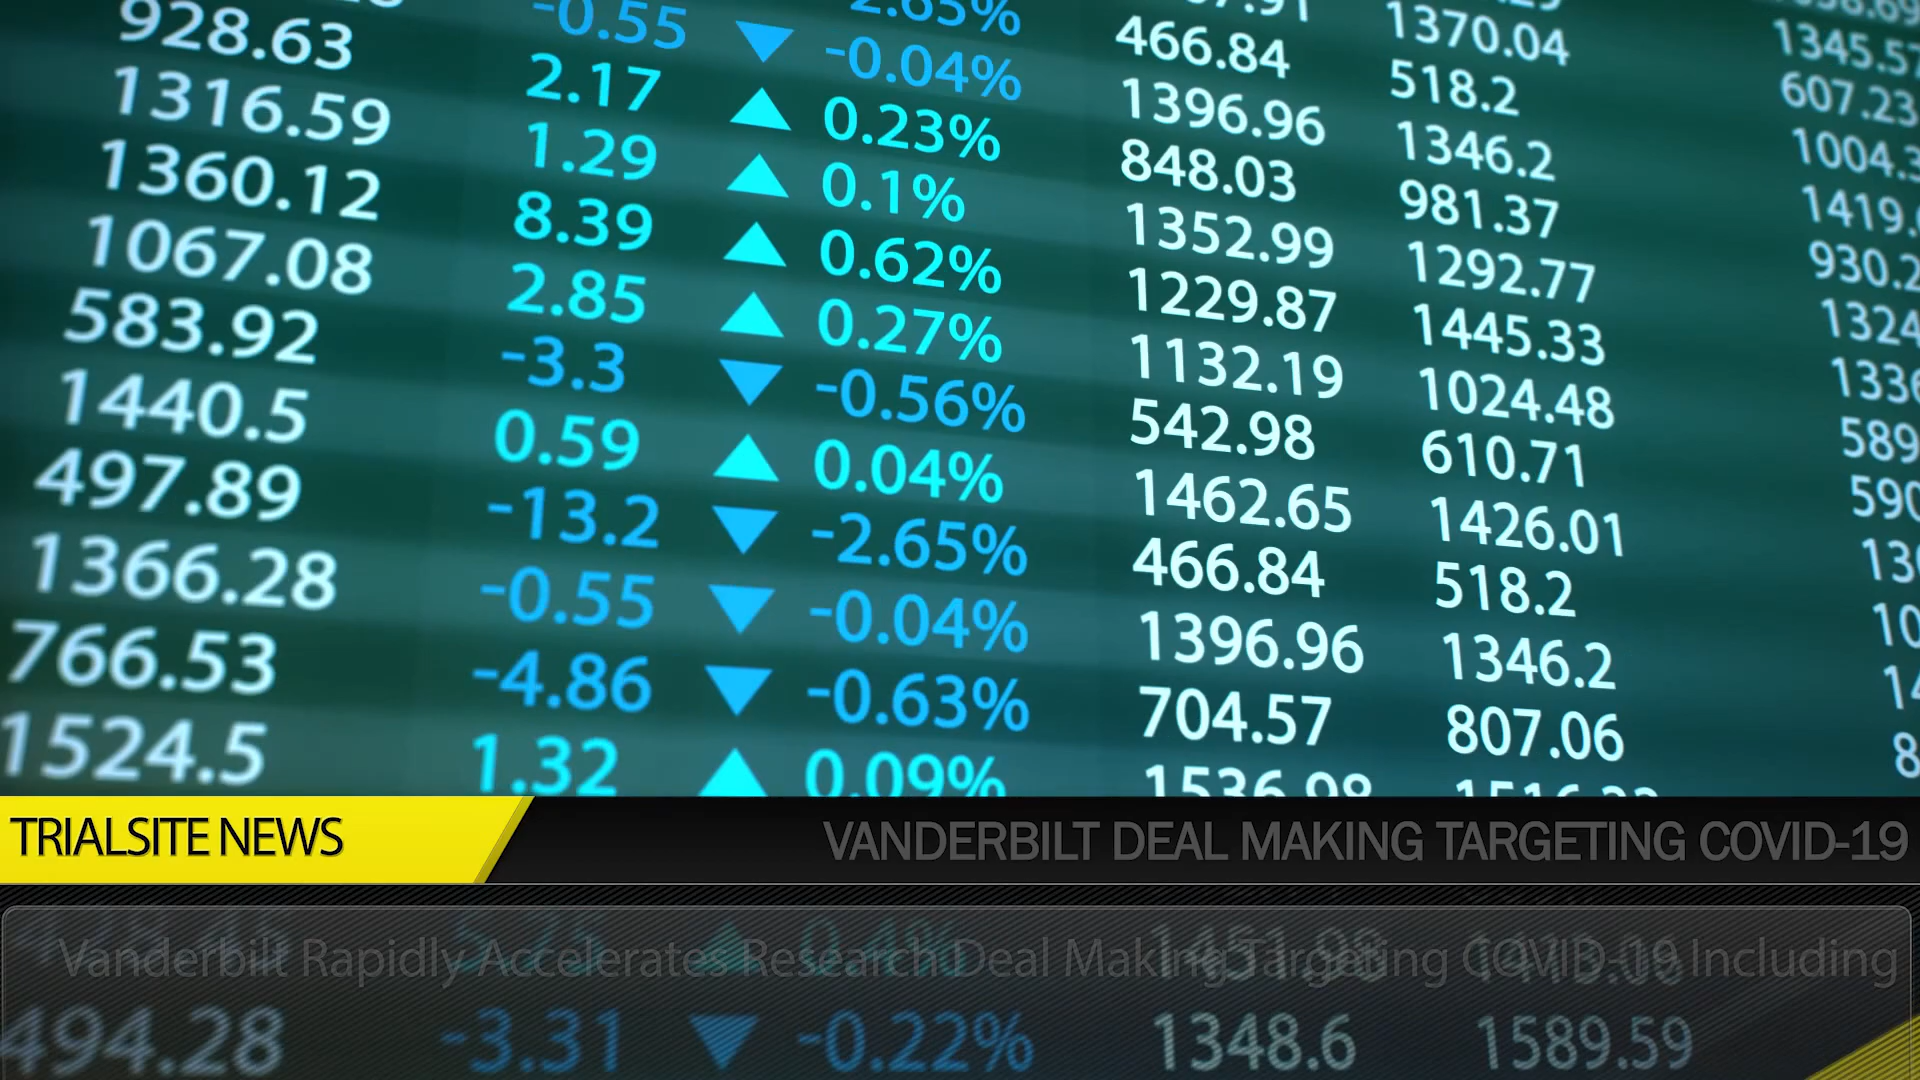 928.63 -0.55 -0.04% 466.84 1370.04
1316.59 2.17 0.23% 1396.96 518.2
1360.12 1.29 0.1% 848.03 1346.2
1067.08 8.39 0.62% 1352.99 981.37
583.92 2.85 0.27% 1229.87 1292.77
1440.5 -3.3 -0.56% 1132.19 1445.33
497.89 0.59 0.04% 542.98 1024.48
1366.28 -13.2 -2.65% 1462.65 610.71
766.53 -0.55 -0.04% 466.84 1426.01
1524.5 -4.86 -0.63% 1396.96 518.2
1.32 0.09% 704.57 1346.2
1536.98 807.06
TRIALSITE NEWS
VANDERBILT DEAL MAKING TARGETING COVID-19
Vanderbilt Rapidly Accelerates Research Deal Making Targeting COVID-19 Including
494.28 -3.31 -0.22% 1348.6 1589.59